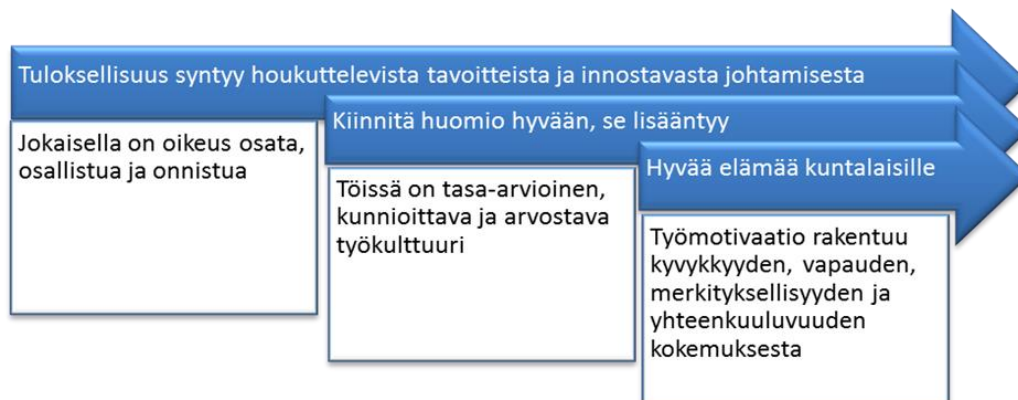 Tuloksellisuus syntyy houkuttelevista tavoitteista ja innostavasta johtamisesta
Jokaisella on oikeus osata,
osallistua ja onnistua
Kiinnitä huomio hyvään, se lisääntyy
Töissä on tasa-arvioinen,
kunnioittava ja arvostava
työkulttuuri
Hyvää elämää kuntalaisille
Työmotivaatio rakentuu
kyvykkyyden, vapauden,
merkityksellisyyden ja
yhteenkuuluvuuden
kokemuksesta